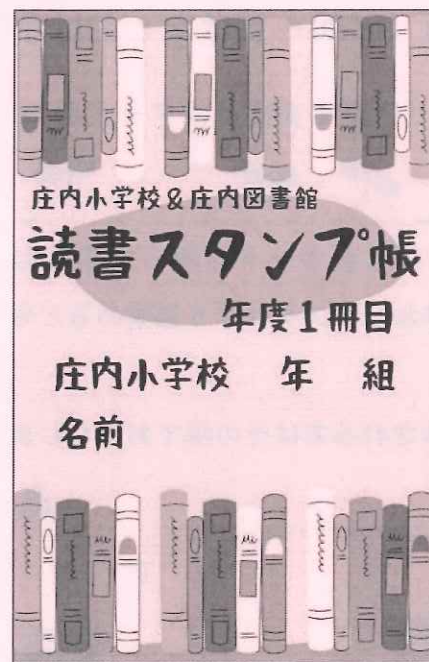 庄内小学校&庄内図書館
読書スタンプ帳
年度1冊目
庄内小学校 年 組
名前